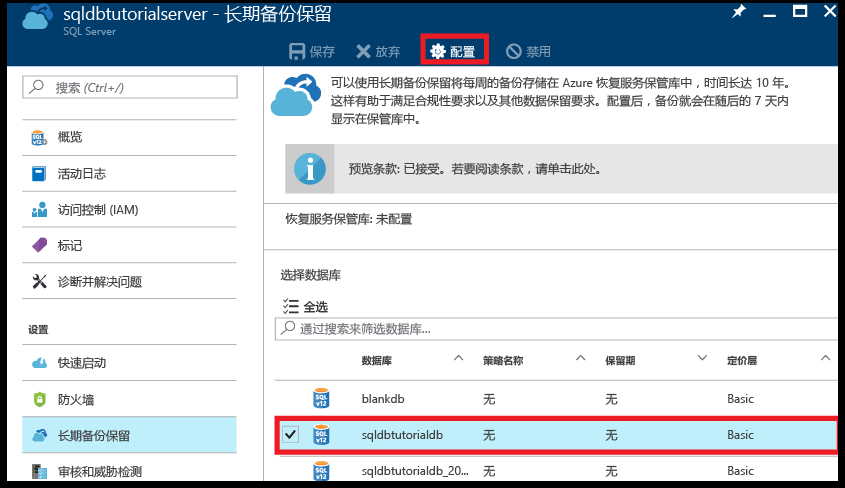 sqldbtutorialserver - 长期备份保留
SQL Server
保存 放弃 配置 禁用
搜索 (Ctrl+/)
概览
活动日志
访问控制 (IAM)
标记
诊断并解决问题
设置
快速启动
防火墙
长期备份保留
审核和威胁检测
可以使用长期备份保留将每周的备份存储在 Azure 恢复服务保管库中，时间长达 10 年。
这样有助于满足合规性要求以及其他数据保留要求。配置后，备份就会在随后的 7 天内
显示在保管库中。
预览条款: 已接受。若要阅读条款，请单击此处。
恢复服务保管库: 未配置
选择数据库
全选
通过搜索来筛选数据库...
数据库 策略名称 保留期 定价层
SQL v12 blankdb 无 无 Basic
SQL v12 sqldbtutorialdb 无 无 Basic
SQL v12 sqldbtutorialdb_20... 无 无 Basic